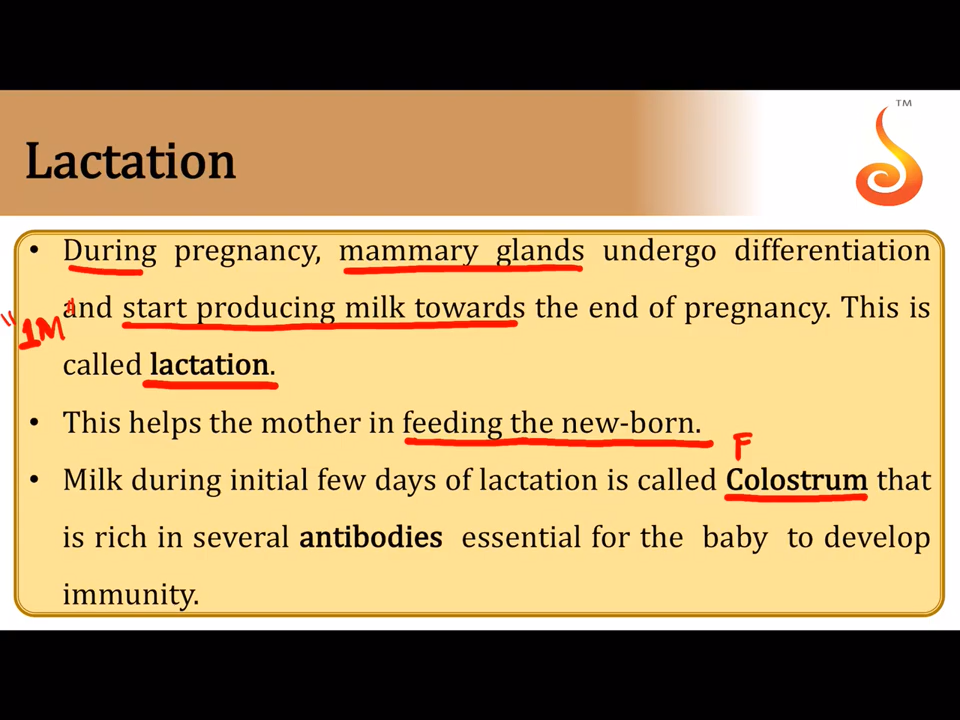 TM
Lactation
• During pregnancy, mammary glands undergo differentiation
and start producing milk towards the end of pregnancy. This is
"1M"
called lactation.
• This helps the mother in feeding the new-born.
F
• Milk during initial few days of lactation is called Colostrum that
is rich in several antibodies essential for the baby to develop
immunity.